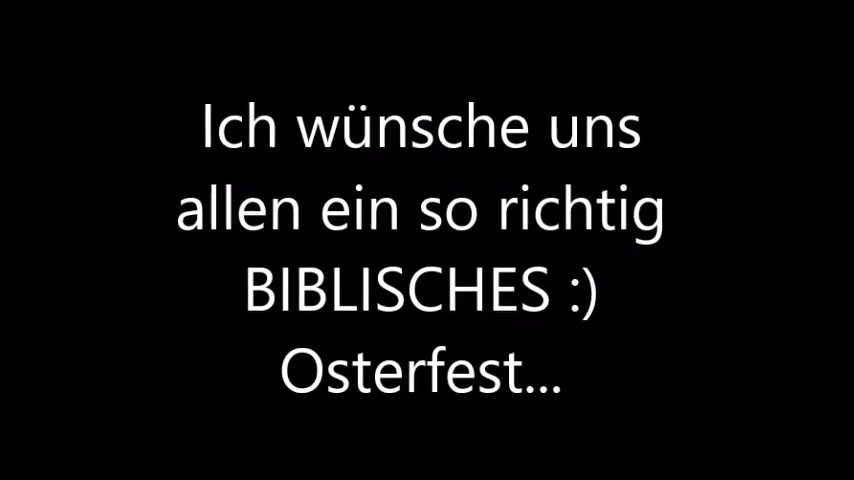 Ich wünsche uns
allen ein so richtig
BIBLISCHES :)
Osterfest...